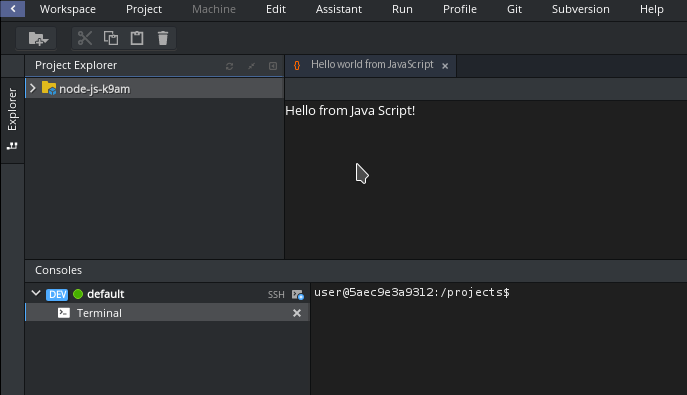 Workspace Project Machine Edit Assistant Run Profile Git Subversion Help
Project Explorer
{} Hello world from JavaScript
Explorer
node-js-k9am
Hello from Java Script!
Consoles
DEV default SSH
Terminal
user@5aec9e3a9312:/projects$